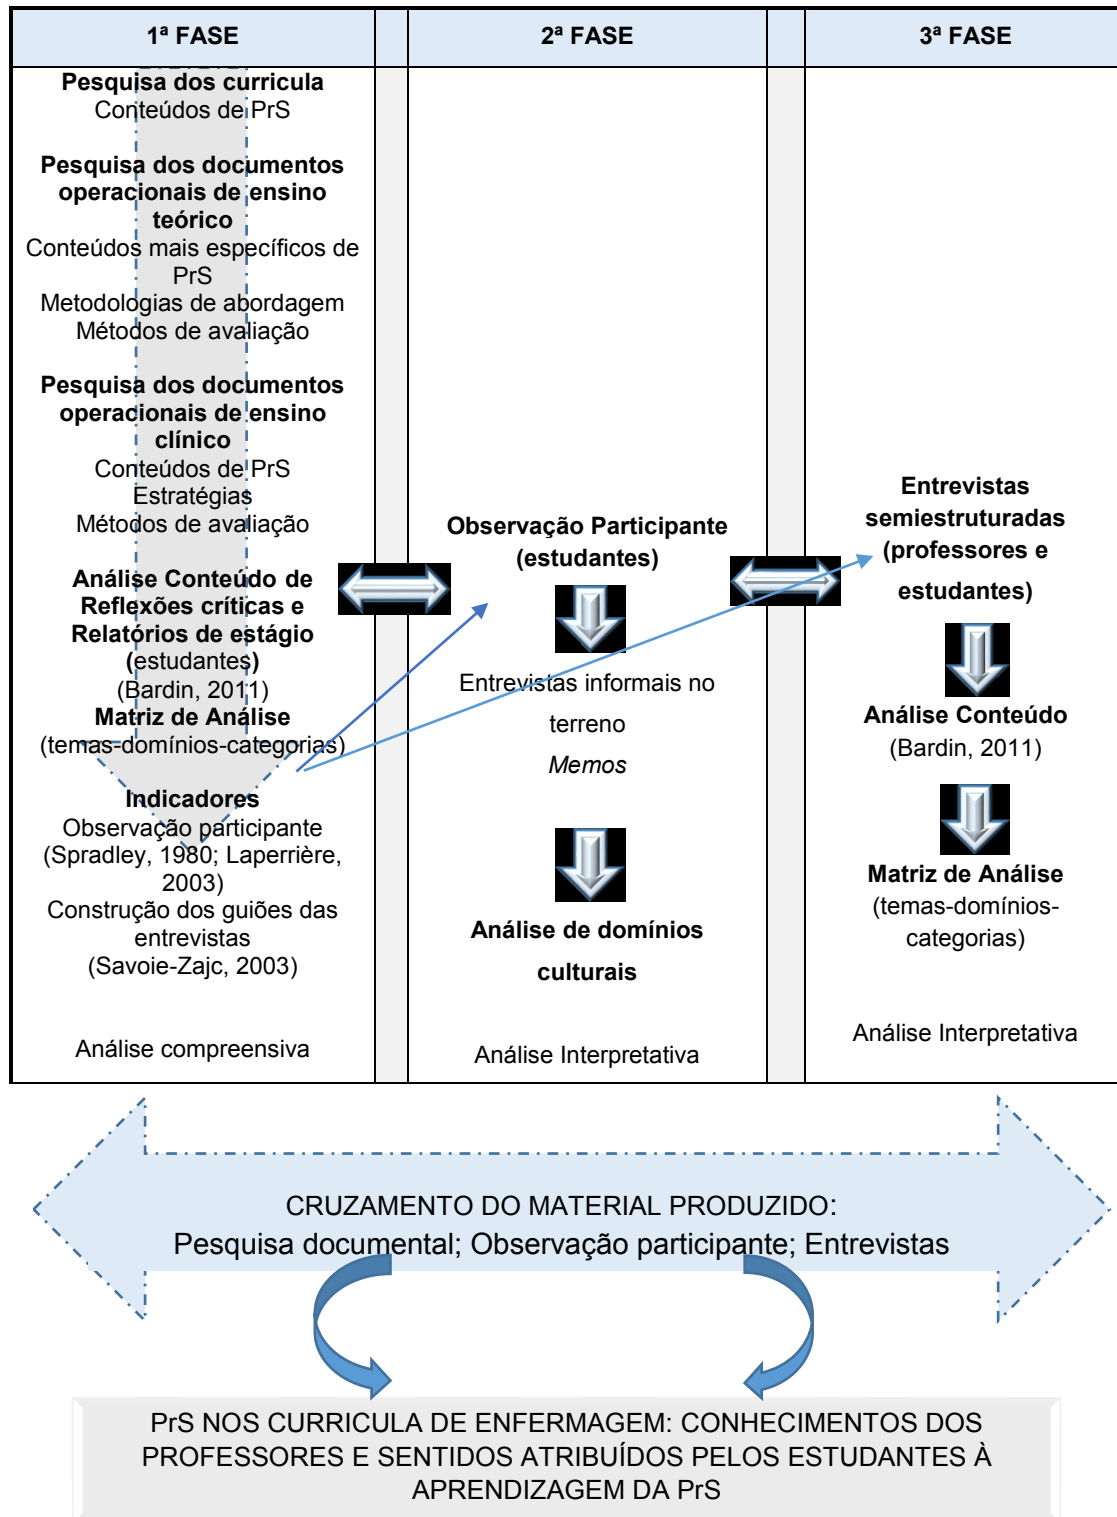 1ª FASE
2ª FASE
3ª FASE
Pesquisa dos curricula
Conteúdos de PrS
Pesquisa dos documentos
operacionais de ensino
teórico
Conteúdos mais específicos de
PrS
Metodologias de abordagem
Métodos de avaliação
Pesquisa dos documentos
operacionais de ensino
clínico
Conteúdos de PrS
Estratégias
Métodos de avaliação
Análise Conteúdo de
Reflexões críticas e
Relatórios de estágio
(estudantes)
(Bardin, 2011)
Matriz de Análise
(temas-domínios-categorias)
Indicadores
Observação participante
(Spradley, 1980; Laperrière,
2003)
Construção dos guiões das
entrevistas
(Savoie-Zajc, 2003)
Análise compreensiva
Observação Participante
(estudantes)
Entrevistas informais no
terreno
Memos
Análise de domínios
culturais
Análise Interpretativa
Entrevistas
semiestruturadas
(professores e
estudantes)
Análise Conteúdo
(Bardin, 2011)
Matriz de Análise
(temas-domínios-
categorias)
Análise Interpretativa
CRUZAMENTO DO MATERIAL PRODUZIDO:
Pesquisa documental; Observação participante; Entrevistas
PrS NOS CURRICULA DE ENFERMAGEM: CONHECIMENTOS DOS
PROFESSORES E SENTIDOS ATRIBUÍDOS PELOS ESTUDANTES À
APRENDIZAGEM DA PrS